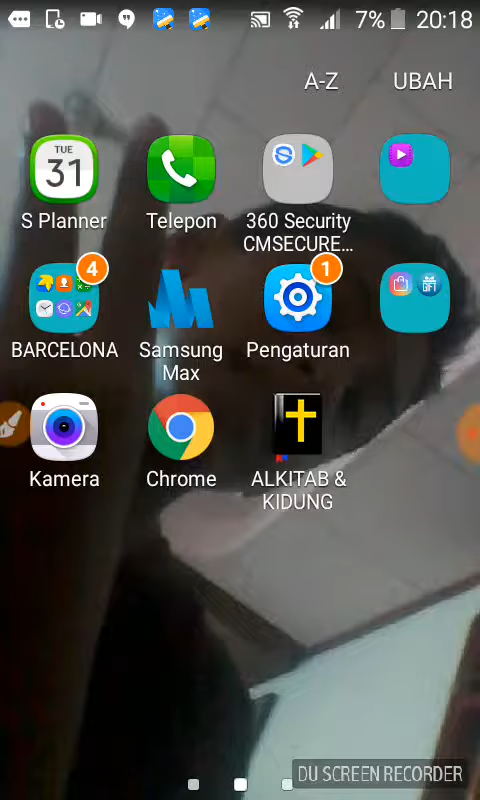 7% 20:18
A-Z UBAH
TUE
31
S Planner Telepon 360 Security
CMSECURE...
4 1
BARCELONA Samsung Pengaturan
Max
Kamera Chrome ALKITAB &
KIDUNG
DU SCREEN RECORDER